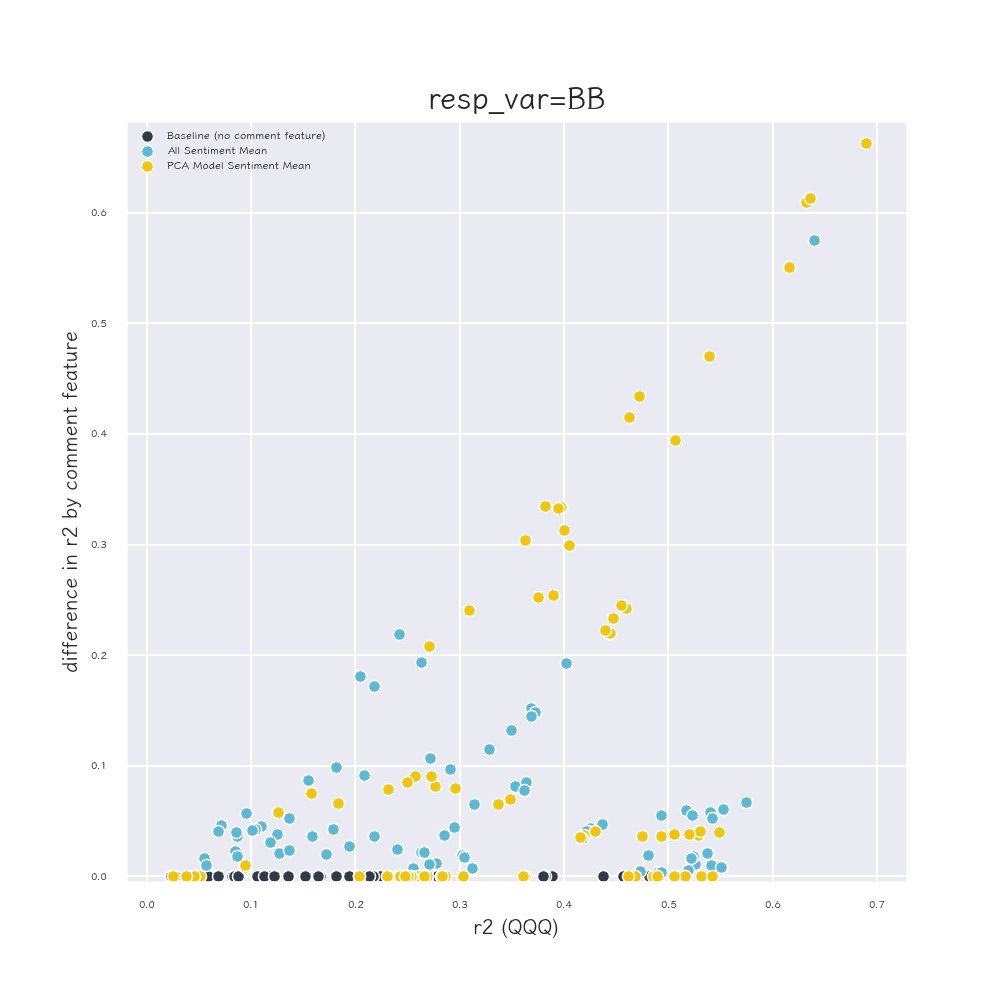 resp_var=BB
Baseline (no comment feature)
All Sentiment Mean
PCA Model Sentiment Mean
difference in r2 by comment feature
0.6
0.5
0.4
0.3
0.2
0.1
0.0
0.0 0.1 0.2 0.3 0.4 0.5 0.6 0.7
r2 (QQQ)